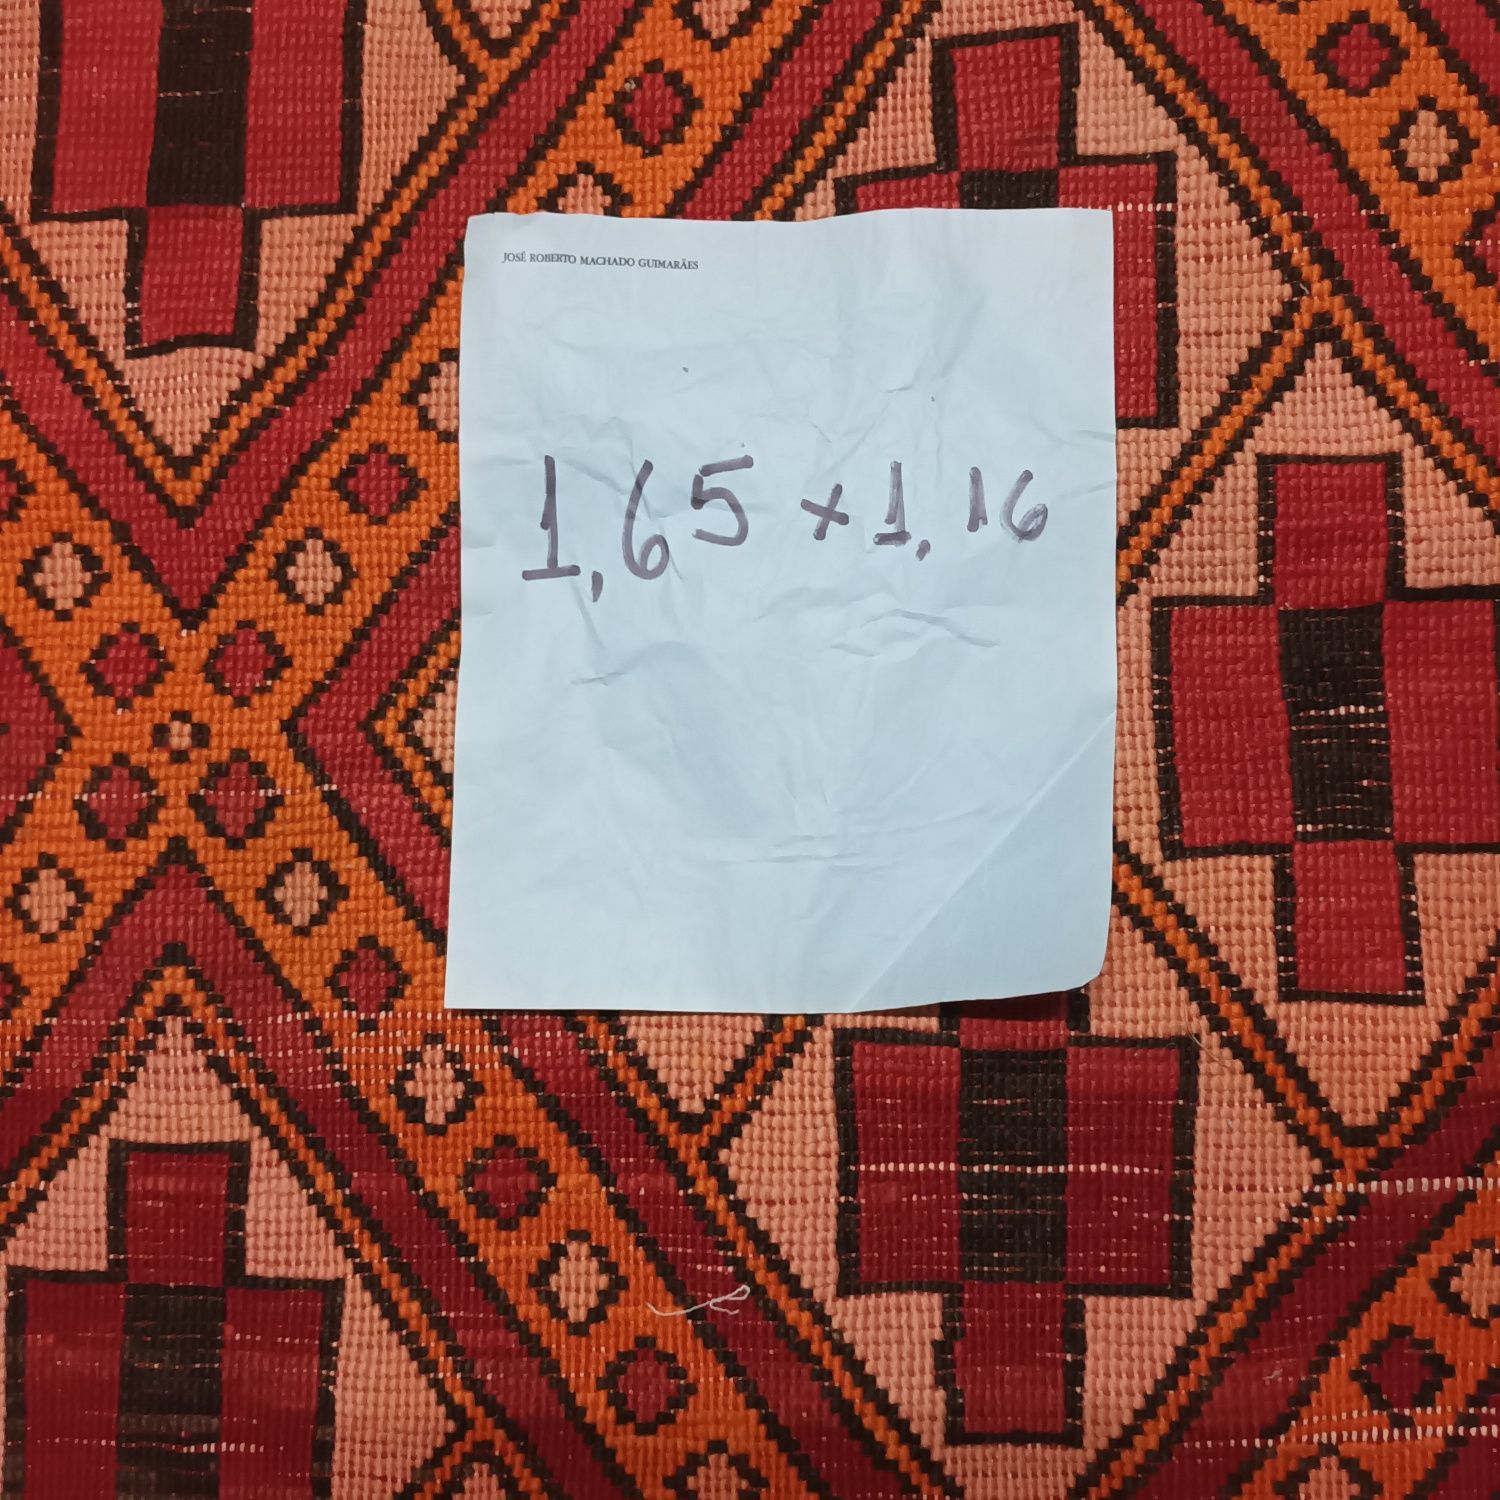 JOSÉ ROBERTO MACHADO GUIMARÃES
1,65 x 1,16